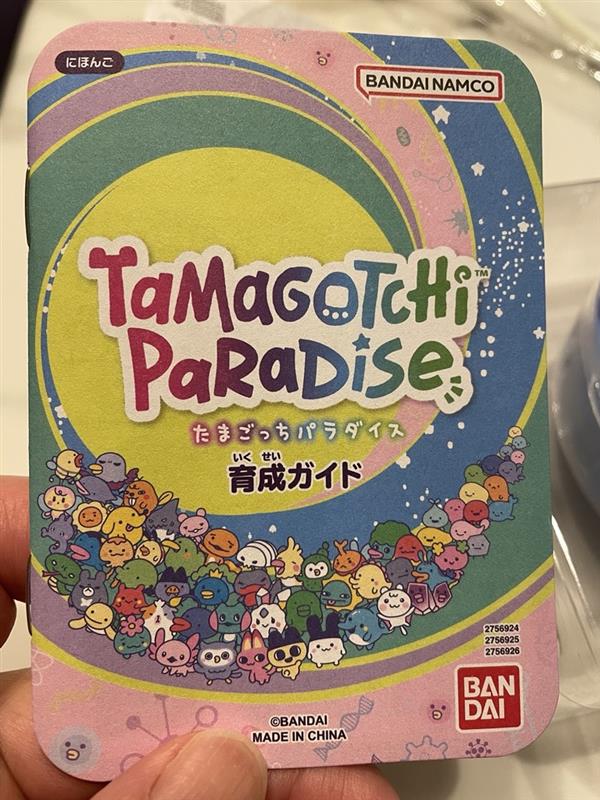 にほんご
BANDAI NAMCO
TaMaGOTCHi™
PaRaDiSe
たまごっちパラダイス
いく せい
育成ガイド
2756924
2756925
2756926
BAN
DAI
©BANDAI
MADE IN CHINA